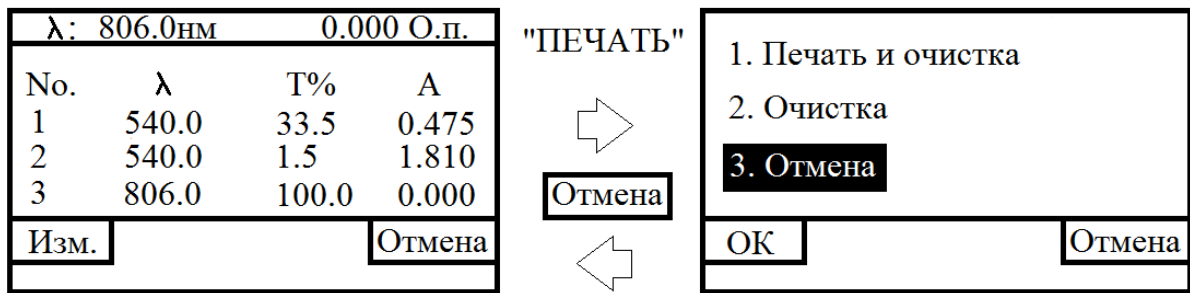 λ: 806.0нм 0.000 О.п.
No. λ T% A
1 540.0 33.5 0.475
2 540.0 1.5 1.810
3 806.0 100.0 0.000
Изм. Отмена
"ПЕЧАТЬ"
Отмена
1. Печать и очистка
2. Очистка
3. Отмена
ОК Отмена